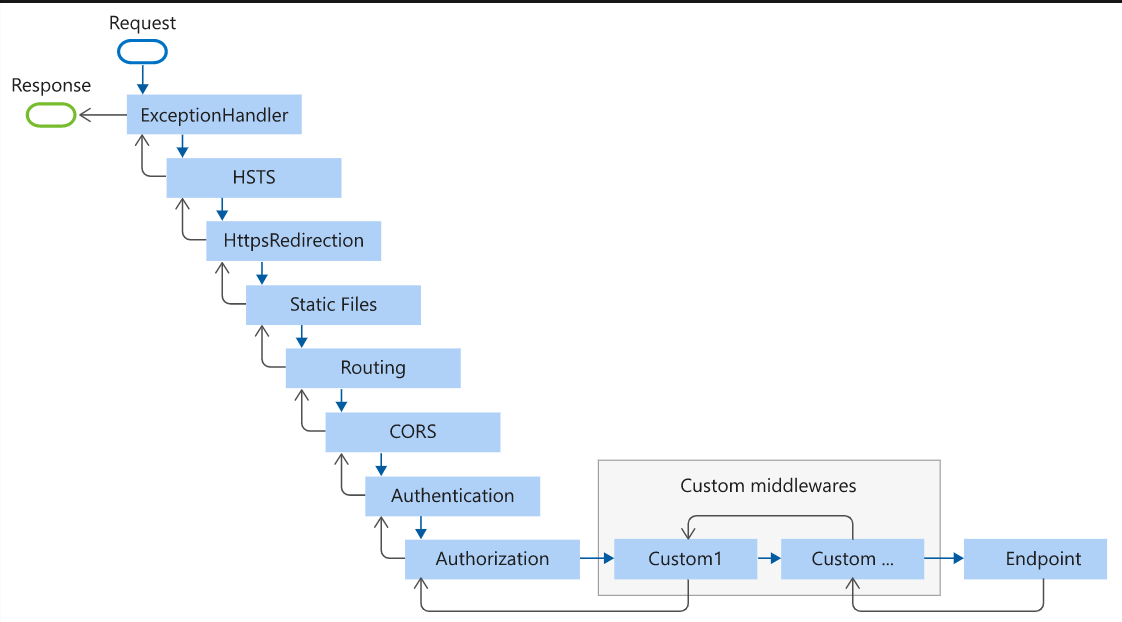 Request
Response
ExceptionHandler
HSTS
HttpsRedirection
Static Files
Routing
CORS
Authentication
Custom middlewares
Authorization
Custom1
Custom ...
Endpoint